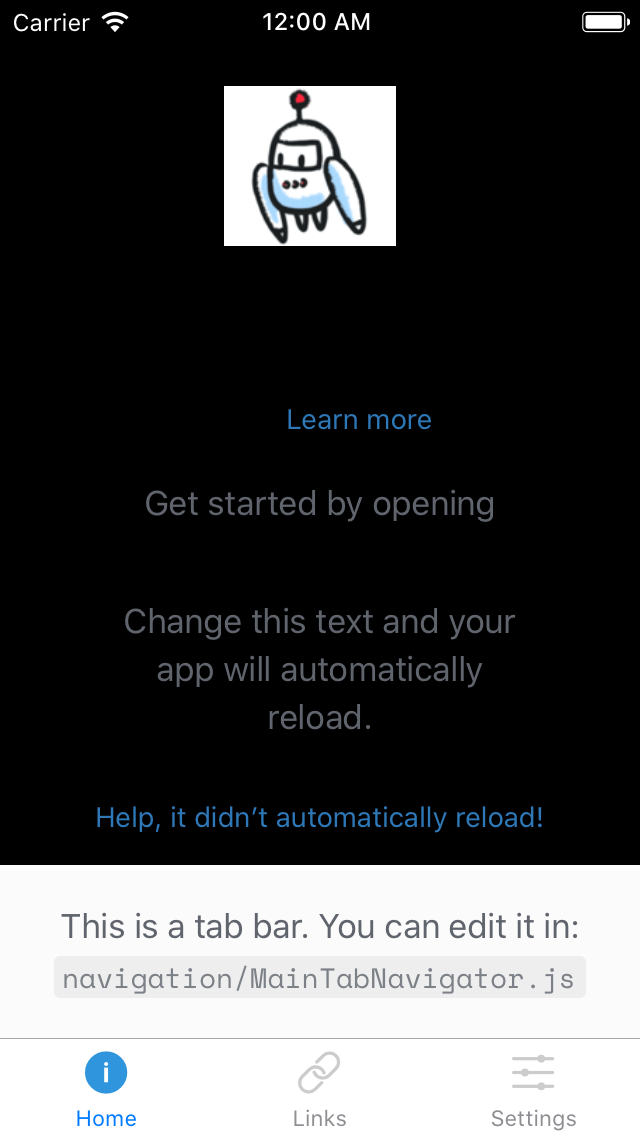 Carrier 12:00 AM
Learn more
Get started by opening
Change this text and your
app will automatically
reload.
Help, it didn’t automatically reload!
This is a tab bar. You can edit it in:
navigation/MainTabNavigator.js
Home Links Settings